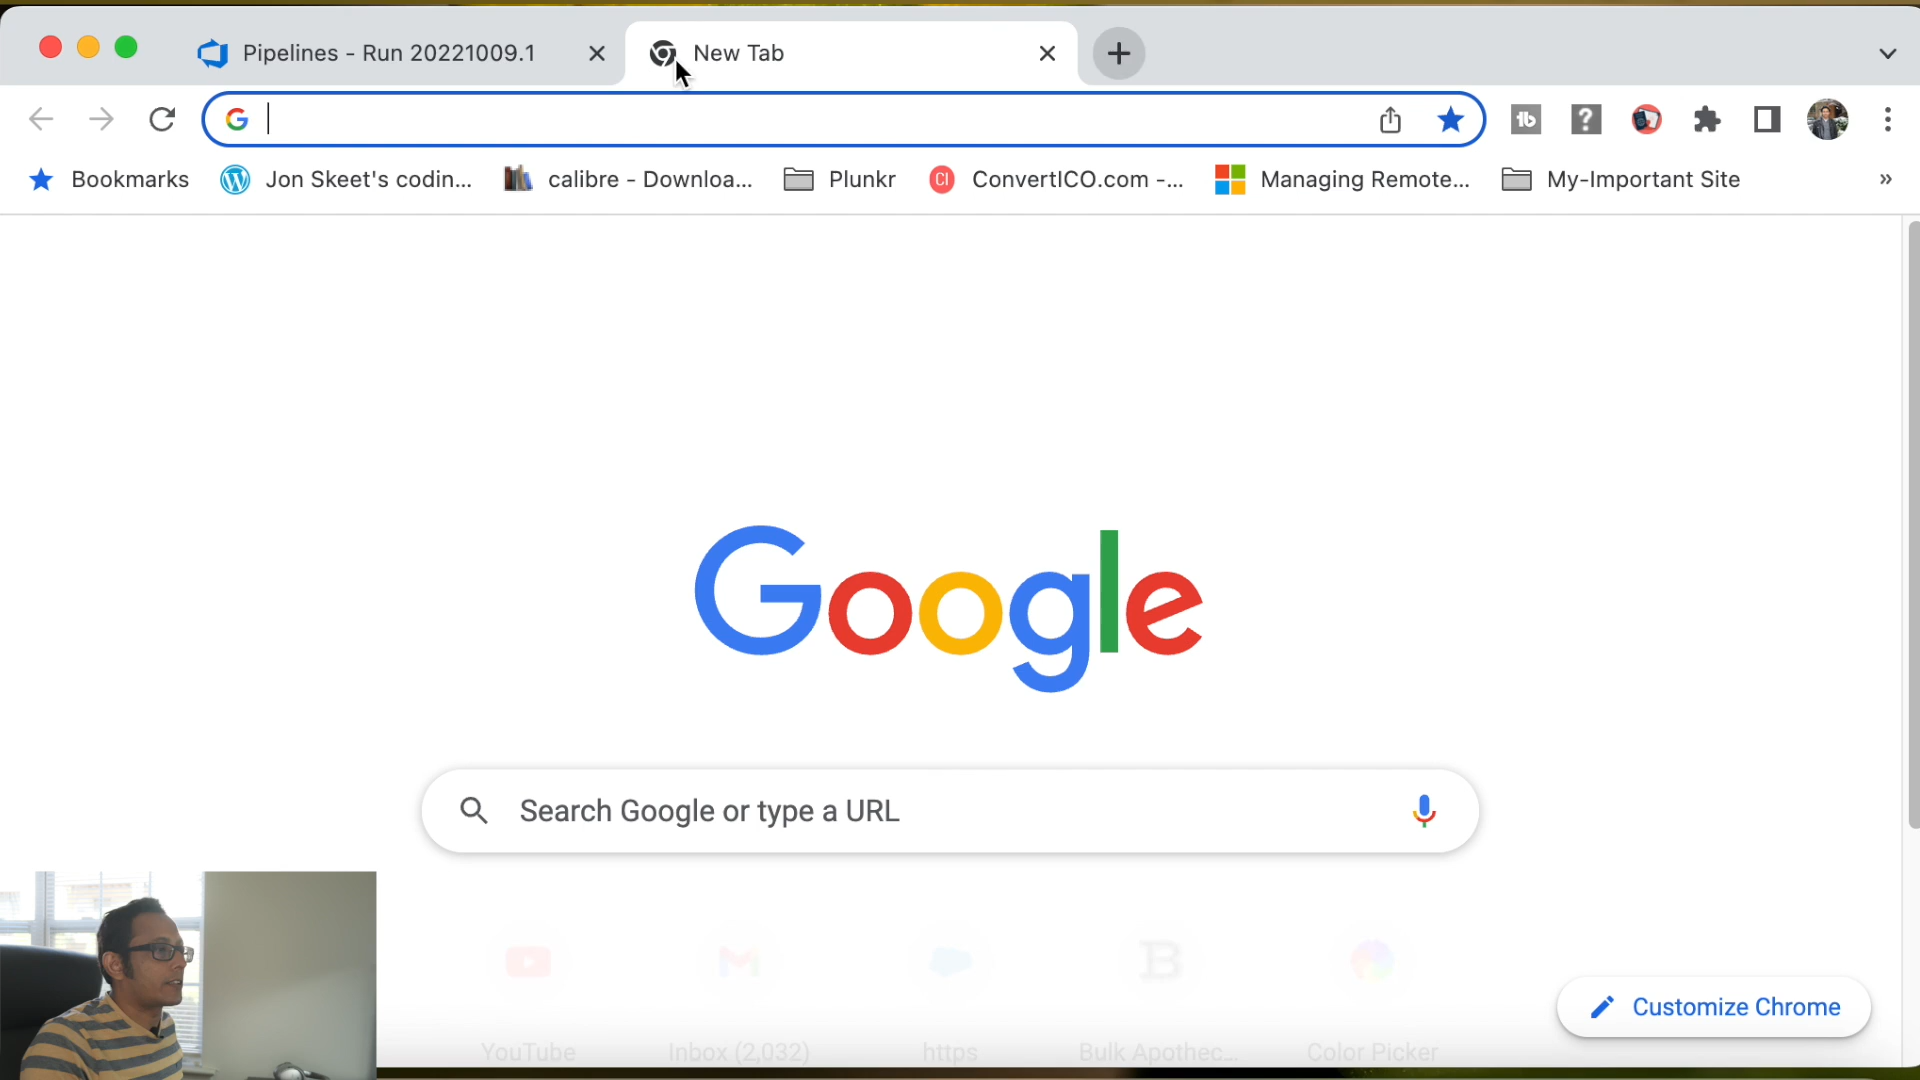 Pipelines - Run 20221009.1
New Tab
Bookmarks
Jon Skeet's codin...
calibre - Downloa...
Plunkr
CI
ConvertICO.com -...
Managing Remote...
My-Important Site
»
Google
Search Google or type a URL
YouTube
Inbox (2,032)
https
Bulk Apothec...
Color Picker
Customize Chrome